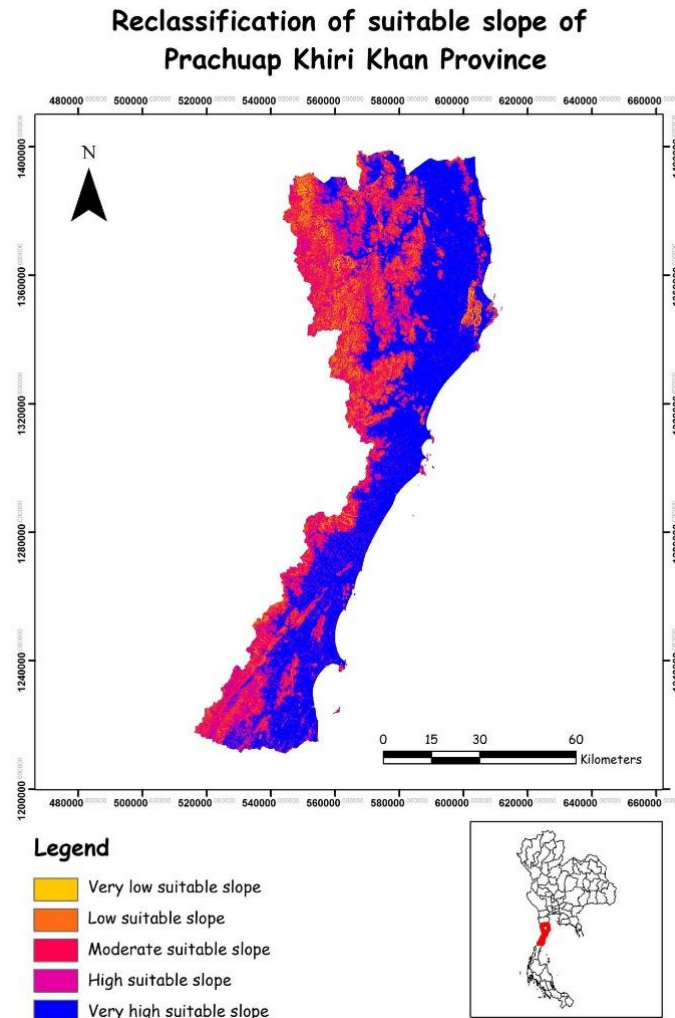 Reclassification of suitable slope of
Prachuap Khiri Khan Province
480000 500000 520000 540000 560000 580000 600000 620000 640000 660000
N
1400000
1360000
1320000
1280000
1240000
1200000
0 15 30 60
Kilometers
480000 500000 520000 540000 560000 580000 600000 620000 640000 660000
Legend
Very low suitable slope
Low suitable slope
Moderate suitable slope
High suitable slope
Very high suitable slope